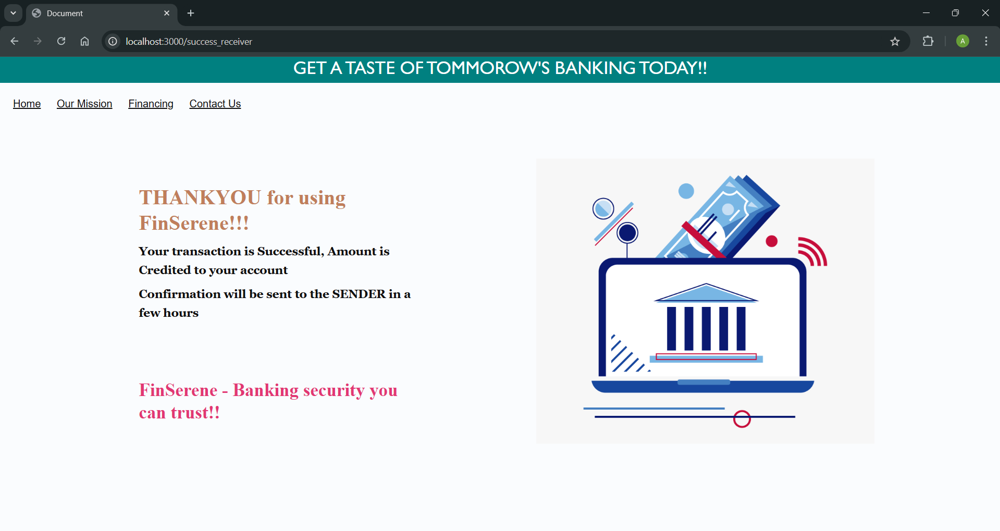 Document
localhost:3000/success_receiver
A
GET A TASTE OF TOMMOROW'S BANKING TODAY!!
Home Our Mission Financing Contact Us
THANKYOU for using
FinSerene!!!
Your transaction is Successful, Amount is
Credited to your account
Confirmation will be sent to the SENDER in a
few hours
FinSerene - Banking security you
can trust!!